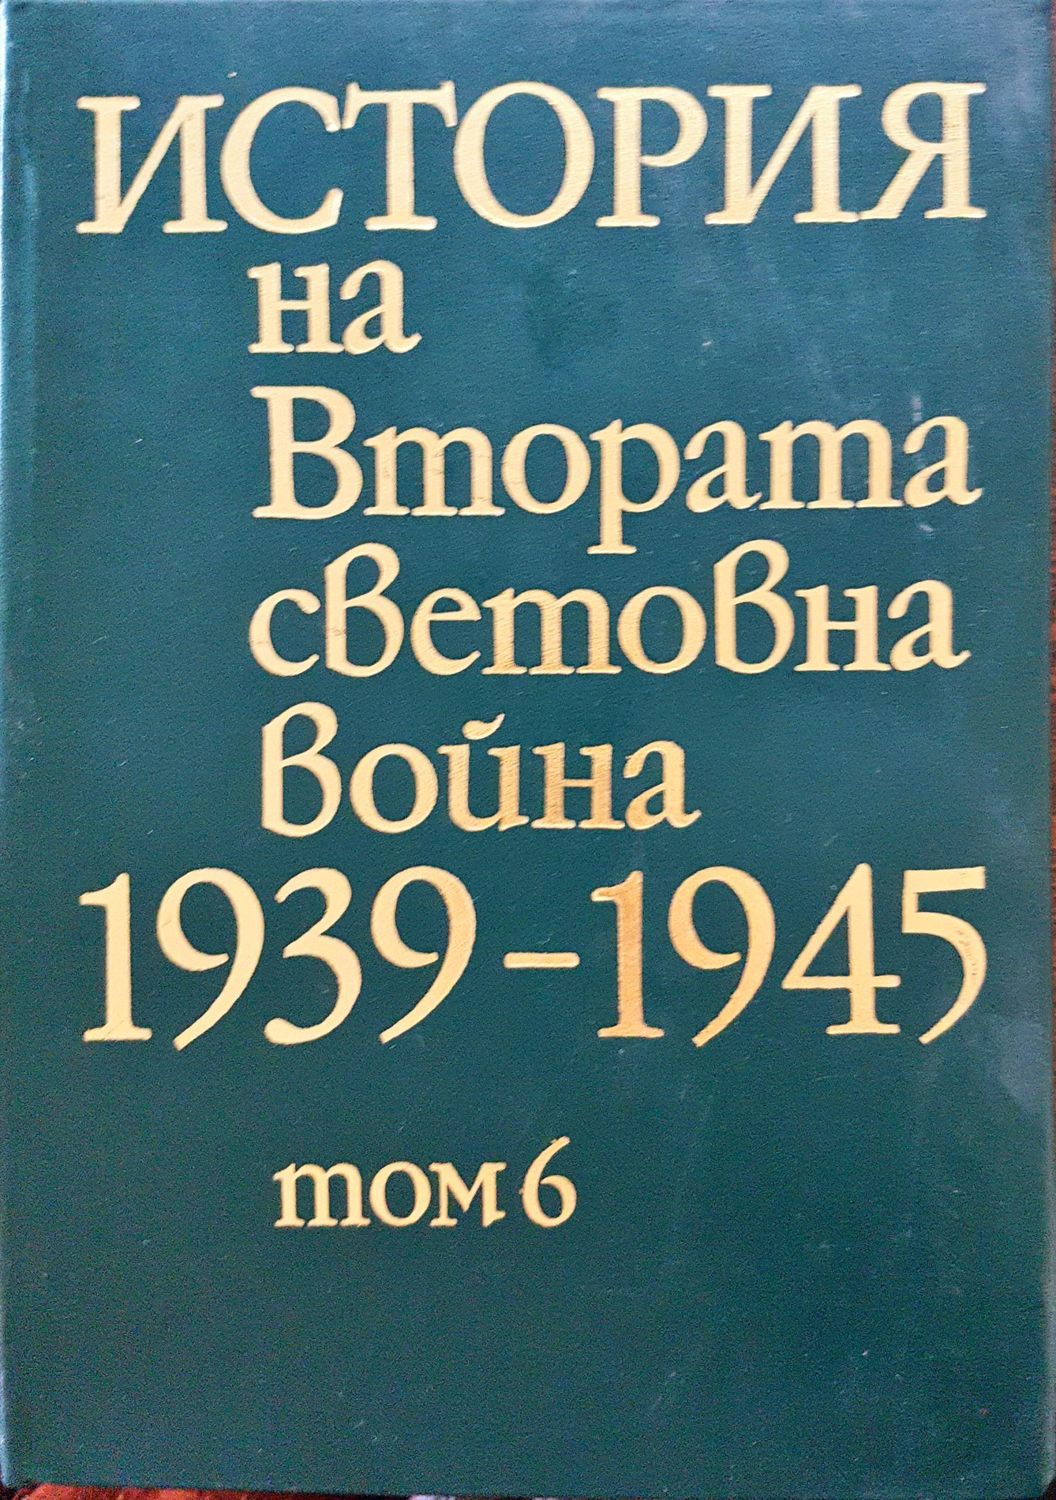 ИСТОРИЯ
на
Втората
световна
война
1939–1945
том 6